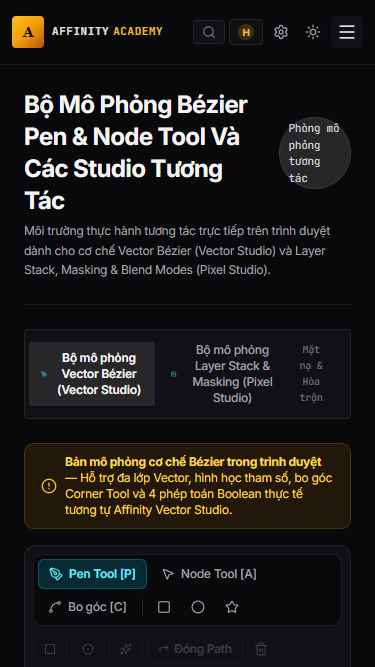 A AFFINITY ACADEMY H
Bộ Mô Phỏng Bézier
Pen & Node Tool Và
Các Studio Tương
Tác
Phòng mô
phỏng
tương
tác
Môi trường thực hành tương tác trực tiếp trên trình duyệt
dành cho cơ chế Vector Bézier (Vector Studio) và Layer
Stack, Masking & Blend Modes (Pixel Studio).
Bộ mô phỏng
Vector Bézier
(Vector Studio)
Bộ mô phỏng
Layer Stack &
Masking (Pixel
Studio)
Mặt
nạ &
Hòa
trộn
Bản mô phỏng cơ chế Bézier trong trình duyệt
— Hỗ trợ đa lớp Vector, hình học tham số, bo góc
Corner Tool và 4 phép toán Boolean thực tế
tương tự Affinity Vector Studio.
Pen Tool [P] Node Tool [A]
Bo góc [C]
Đóng Path